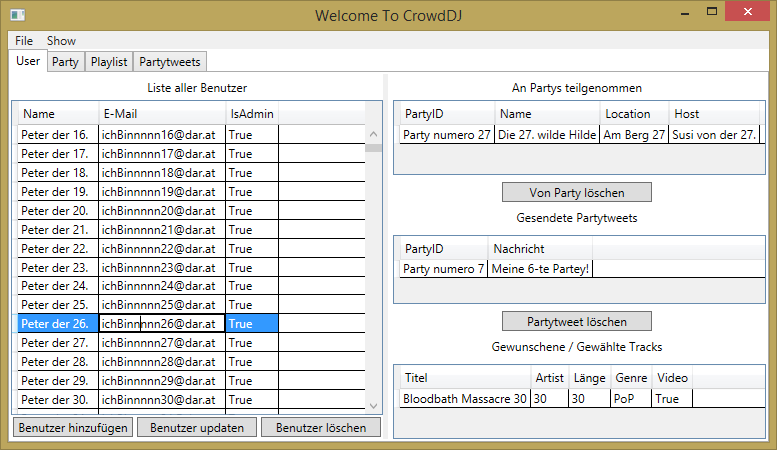 Welcome To CrowdDJ
File Show
User Party Playlist Partytweets
Liste aller Benutzer
Name E-Mail IsAdmin
Peter der 16. ichBinnnnn16@dar.at True
Peter der 17. ichBinnnnn17@dar.at True
Peter der 18. ichBinnnnn18@dar.at True
Peter der 19. ichBinnnnn19@dar.at True
Peter der 20. ichBinnnnn20@dar.at True
Peter der 21. ichBinnnnn21@dar.at True
Peter der 22. ichBinnnnn22@dar.at True
Peter der 23. ichBinnnnn23@dar.at True
Peter der 24. ichBinnnnn24@dar.at True
Peter der 25. ichBinnnnn25@dar.at True
Peter der 26. ichBinnnnn26@dar.at True
Peter der 27. ichBinnnnn27@dar.at True
Peter der 28. ichBinnnnn28@dar.at True
Peter der 29. ichBinnnnn29@dar.at True
Peter der 30. ichBinnnnn30@dar.at True
Benutzer hinzufügen Benutzer updaten Benutzer löschen
An Partys teilgenommen
PartyID Name Location Host
Party numero 27 Die 27. wilde Hilde Am Berg 27 Susi von der 27.
Von Party löschen
Gesendete Partytweets
PartyID Nachricht
Party numero 7 Meine 6-te Partey!
Partytweet löschen
Gewunschene / Gewählte Tracks
Titel Artist Länge Genre Video
Bloodbath Massacre 30 30 30 PoP True